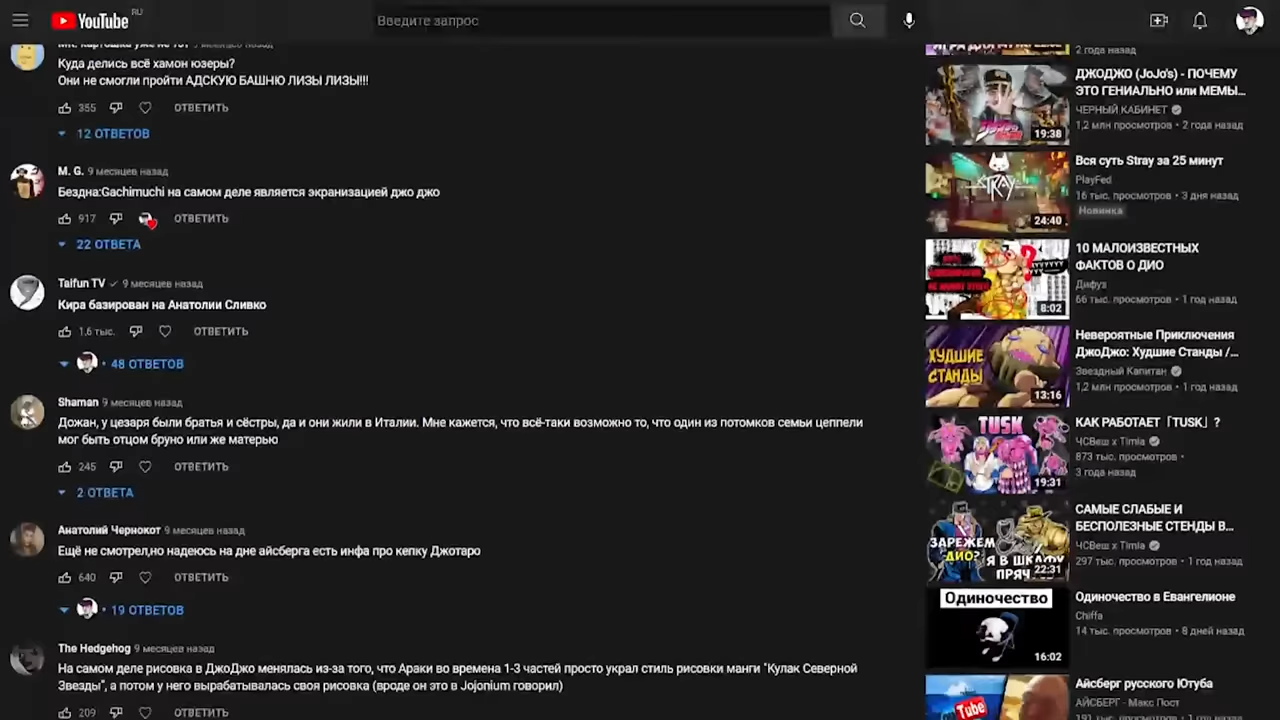 YouTube RU
Введите запрос
Куда делись всё хамон юзеры?
Они не смогли пройти АДСКУЮ БАШНЮ ЛИЗЫ ЛИЗЫ!!!
355 ОТВЕТИТЬ
12 ОТВЕТОВ
M. G. 9 месяцев назад
Бездна:Gachimuchi на самом деле является экранизацией джо джо
917 ОТВЕТИТЬ
22 ОТВЕТА
Taifun TV 9 месяцев назад
Кира базирован на Анатолии Сливко
1,6 тыс. ОТВЕТИТЬ
48 ОТВЕТОВ
Shaman 9 месяцев назад
Дожан, у цезаря были братья и сёстры, да и они жили в Италии. Мне кажется, что всё-таки возможно то, что один из потомков семьи цеппели
мог быть отцом бруно или же матерью
245 ОТВЕТИТЬ
2 ОТВЕТА
Анатолий Чернокот 9 месяцев назад
Ещё не смотрел,но надеюсь на дне айсберга есть инфа про кепку Джотаро
640 ОТВЕТИТЬ
19 ОТВЕТОВ
The Hedgehog 9 месяцев назад
На самом деле рисовка в ДжоДжо менялась из-за того, что Араки во времена 1-3 частей просто украл стиль рисовки манги "Кулак Северной
Звезды", а потом у него вырабатывалась своя рисовка (вроде он это в Jojonium говорил)
209 ОТВЕТИТЬ
2 года назад
19:38
ДЖОДЖО (JoJo's) - ПОЧЕМУ
ЭТО ГЕНИАЛЬНО или МЕМЫ...
ЧЕРНЫЙ КАБИНЕТ
1,2 млн просмотров • 2 года назад
STRAY
24:40
Вся суть Stray за 25 минут
PlayFed
16 тыс. просмотров • 3 дня назад
Новинка
8:02
10 МАЛОИЗВЕСТНЫХ
ФАКТОВ О ДИО
Дифуз
66 тыс. просмотров • 1 год назад
ХУДШИЕ
СТАНДЫ
13:16
Невероятные Приключения
ДжоДжо: Худшие Станды /...
Звездный Капитан
1,2 млн просмотров • 1 год назад
TUSK
19:31
КАК РАБОТАЕТ「TUSK」?
ЧСВеш x Timla
873 тыс. просмотров •
3 года назад
ЗАРЕЖЕМ
ДИО?
Я В ШКАФУ
22:31
САМЫЕ СЛАБЫЕ И
БЕСПОЛЕЗНЫЕ СТЕНДЫ В...
ЧСВеш x Timla
297 тыс. просмотров • 1 год назад
Одиночество
16:02
Одиночество в Евангелионе
Chiffa
14 тыс. просмотров • 8 дней назад
Tube
Айсберг русского Ютуба
АЙСБЕРГ - Макс Пост